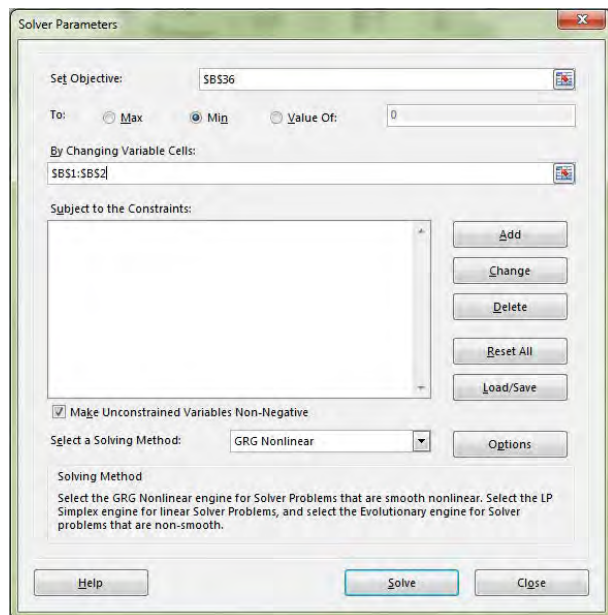 Solver Parameters
Set Objective:
$B$36
To:
Max
Min
Value Of:
0
By Changing Variable Cells:
$B$1:$B$2
Subject to the Constraints:
Add
Change
Delete
Reset All
Load/Save
Make Unconstrained Variables Non-Negative
Select a Solving Method:
GRG Nonlinear
Options
Solving Method
Select the GRG Nonlinear engine for Solver Problems that are smooth nonlinear. Select the LP
Simplex engine for linear Solver Problems, and select the Evolutionary engine for Solver
problems that are non-smooth.
Help
Solve
Close